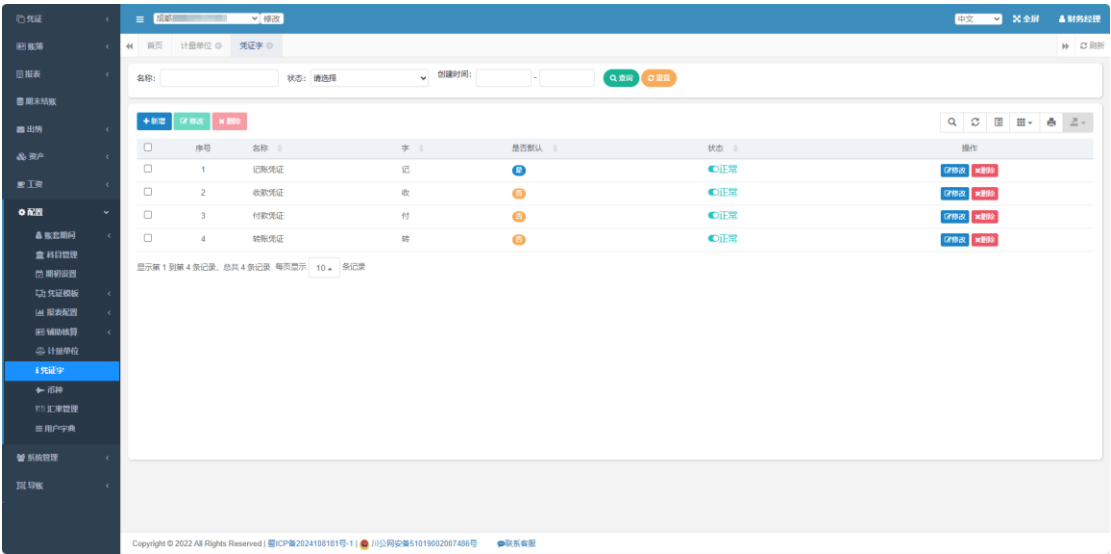 凭证
账簿
报表
期末结账
出纳
资产
工资
配置
账套期间
科目管理
期初设置
凭证模板
报表配置
辅助核算
计量单位
凭证字
币种
汇率管理
用户字典
系统管理
导账
成都 修改 中文 全屏 财务经理
首页 计量单位 凭证字 刷新
名称: 状态: 请选择 创建时间: - 查询 重置
新增 修改 删除
序号 名称 字 是否默认 状态 操作
1 记账凭证 记 是 正常 修改 删除
2 收款凭证 收 否 正常 修改 删除
3 付款凭证 付 否 正常 修改 删除
4 转账凭证 转 否 正常 修改 删除
显示第 1 到第 4 条记录，总共 4 条记录 每页显示 10 条记录
Copyright © 2022 All Rights Reserved | 蜀ICP备2024108181号-1 | 川公网安备51019002007486号 联系客服